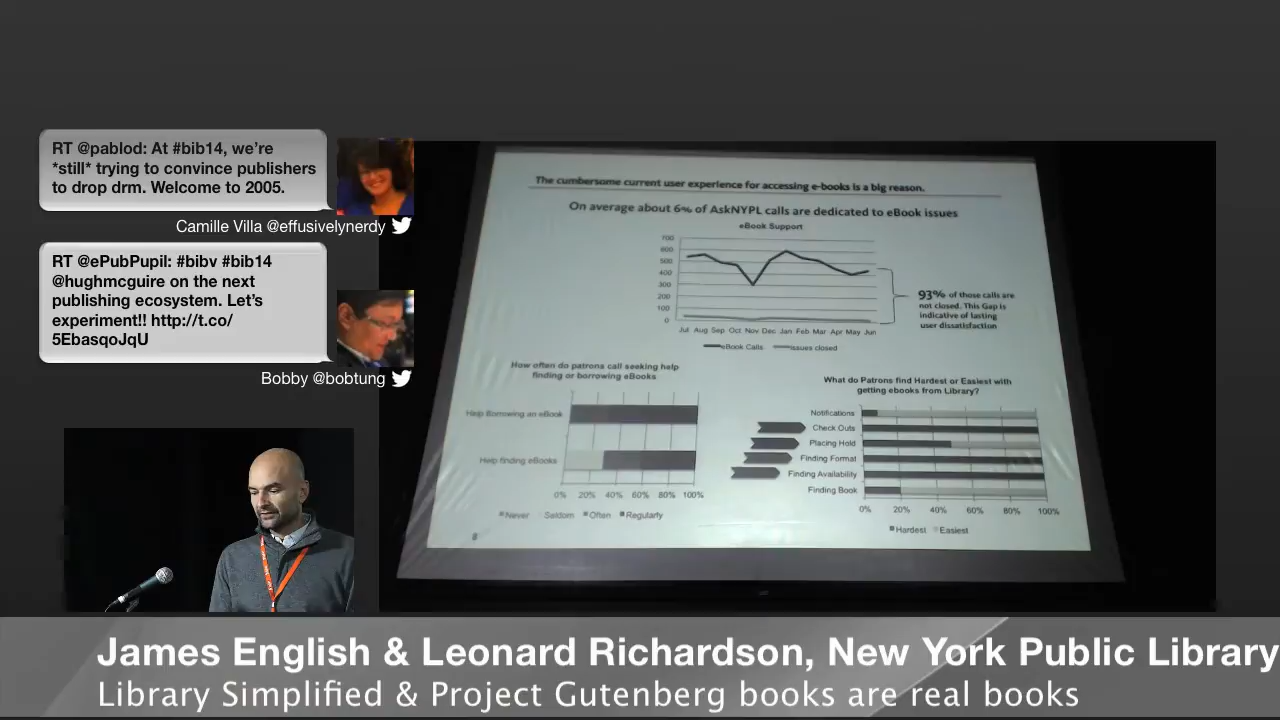 RT @pablod: At #bib14, we're
*still* trying to convince publishers
to drop drm. Welcome to 2005.
Camille Villa @effusivelynerdy
RT @ePubPupil: #bibv #bib14
@hughmcguire on the next
publishing ecosystem. Let's
experiment!! http://t.co/
5EbasqoJqU
Bobby @bobtung
The cumbersome current user experience for accessing e-books is a big reason.
On average about 6% of AskNYPL calls are dedicated to eBook issues
eBook Support
700
600
500
400
300
200
100
0
Jul Aug Sep Oct Nov Dec Jan Feb Mar Apr May Jun
eBook Calls Issues closed
93% of those calls are
not closed. This Gap is
indicative of lasting
user dissatisfaction
How often do patrons call seeking help
finding or borrowing eBooks
Help Borrowing an eBook
Help finding eBooks
0% 20% 40% 60% 80% 100%
Never Seldom Often Regularly
What do Patrons find Hardest or Easiest with
getting ebooks from Library?
Notifications
Check Outs
Placing Hold
Finding Format
Finding Availability
Finding Book
0% 20% 40% 60% 80% 100%
Hardest Easiest
8
James English & Leonard Richardson, New York Public Library
Library Simplified & Project Gutenberg books are real books